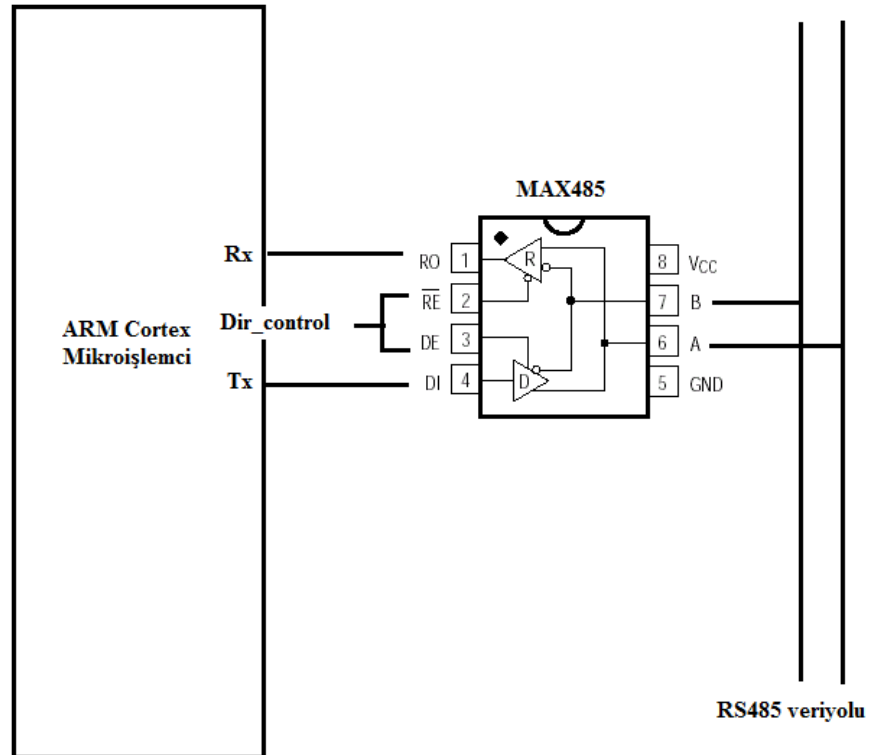 MAX485
Rx
RO 1
R
8 VCC
RE 2
7 B
Dir_control
ARM Cortex
Mikroişlemci
DE 3
6 A
Tx
DI 4
D
5 GND
RS485 veriyolu